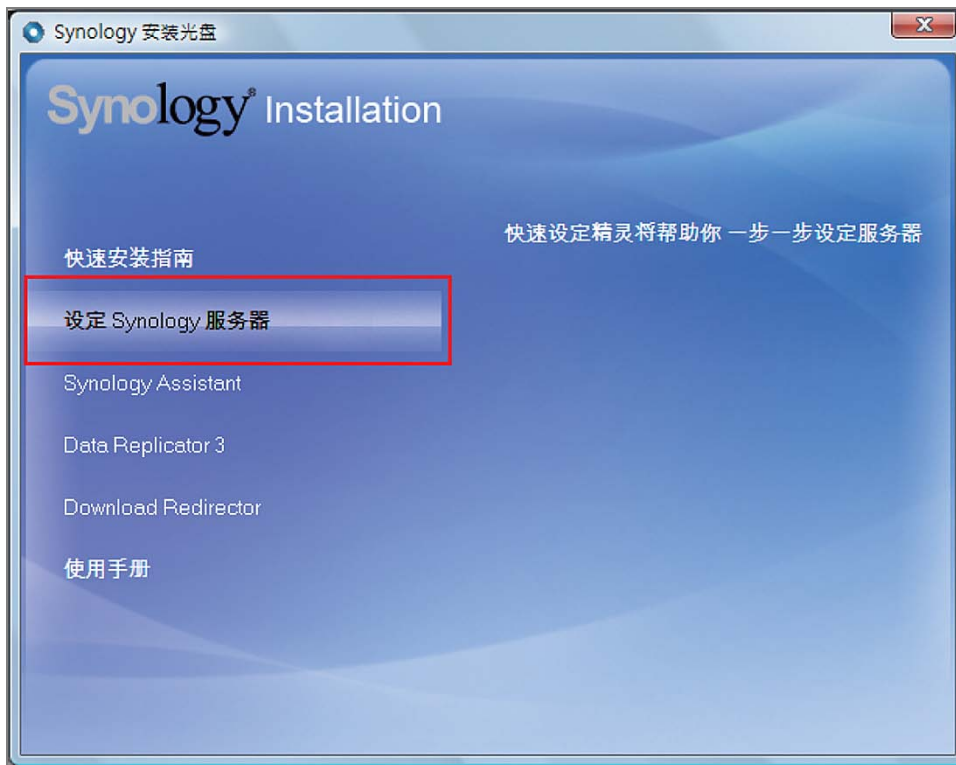 Synology 安装光盘
Synology® Installation
快速设定精灵将帮助你 一步一步设定服务器
快速安装指南
设定 Synology 服务器
Synology Assistant
Data Replicator 3
Download Redirector
使用手册